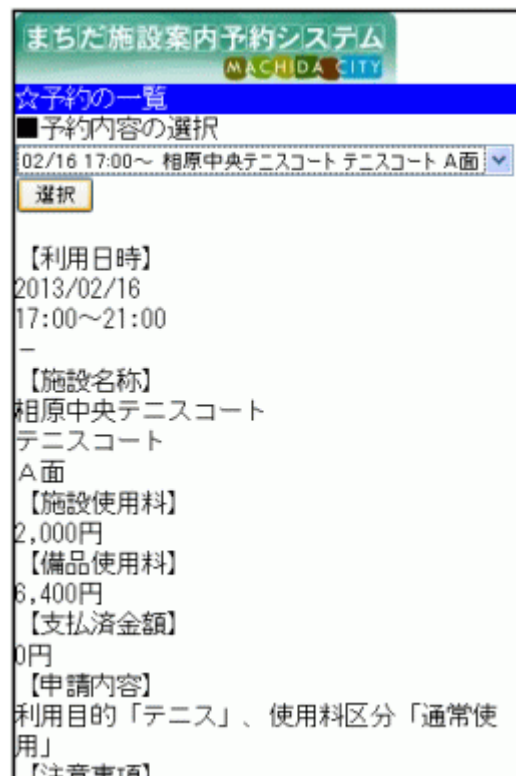 まちだ施設案内予約システム
MACHIDA CITY
☆予約の一覧
■予約内容の選択
02/16 17:00～ 相原中央テニスコート テニスコート A面
選択
【利用日時】
2013/02/16
17:00～21:00
－
【施設名称】
相原中央テニスコート
テニスコート
Ａ面
【施設使用料】
2,000円
【備品使用料】
6,400円
【支払済金額】
0円
【申請内容】
利用目的「テニス」、使用料区分「通常使
用」
【注意事項】